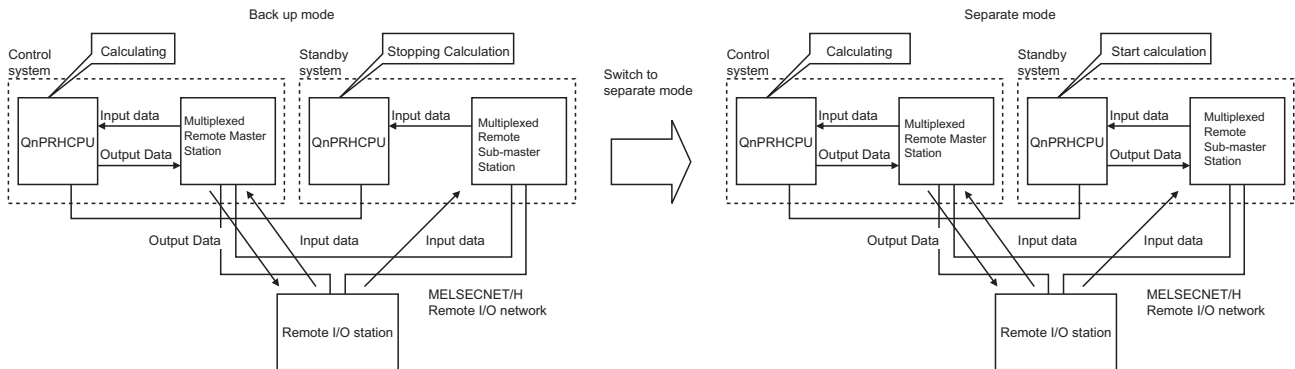 Back up mode
Control
system
Calculating
QnPRHCPU
Input data
Output Data
Multiplexed
Remote Master
Station
Standby
system
Stopping Calculation
QnPRHCPU
Input data
Multiplexed
Remote
Sub-master
Station
Output Data
Input data
Input data
MELSECNET/H
Remote I/O network
Remote I/O station
Switch to
separate mode
Separate mode
Control
system
Calculating
QnPRHCPU
Input data
Output Data
Multiplexed
Remote Master
Station
Standby
system
Start calculation
QnPRHCPU
Input data
Output Data
Multiplexed
Remote
Sub-master
Station
Output Data
Input data
Input data
MELSECNET/H
Remote I/O network
Remote I/O station